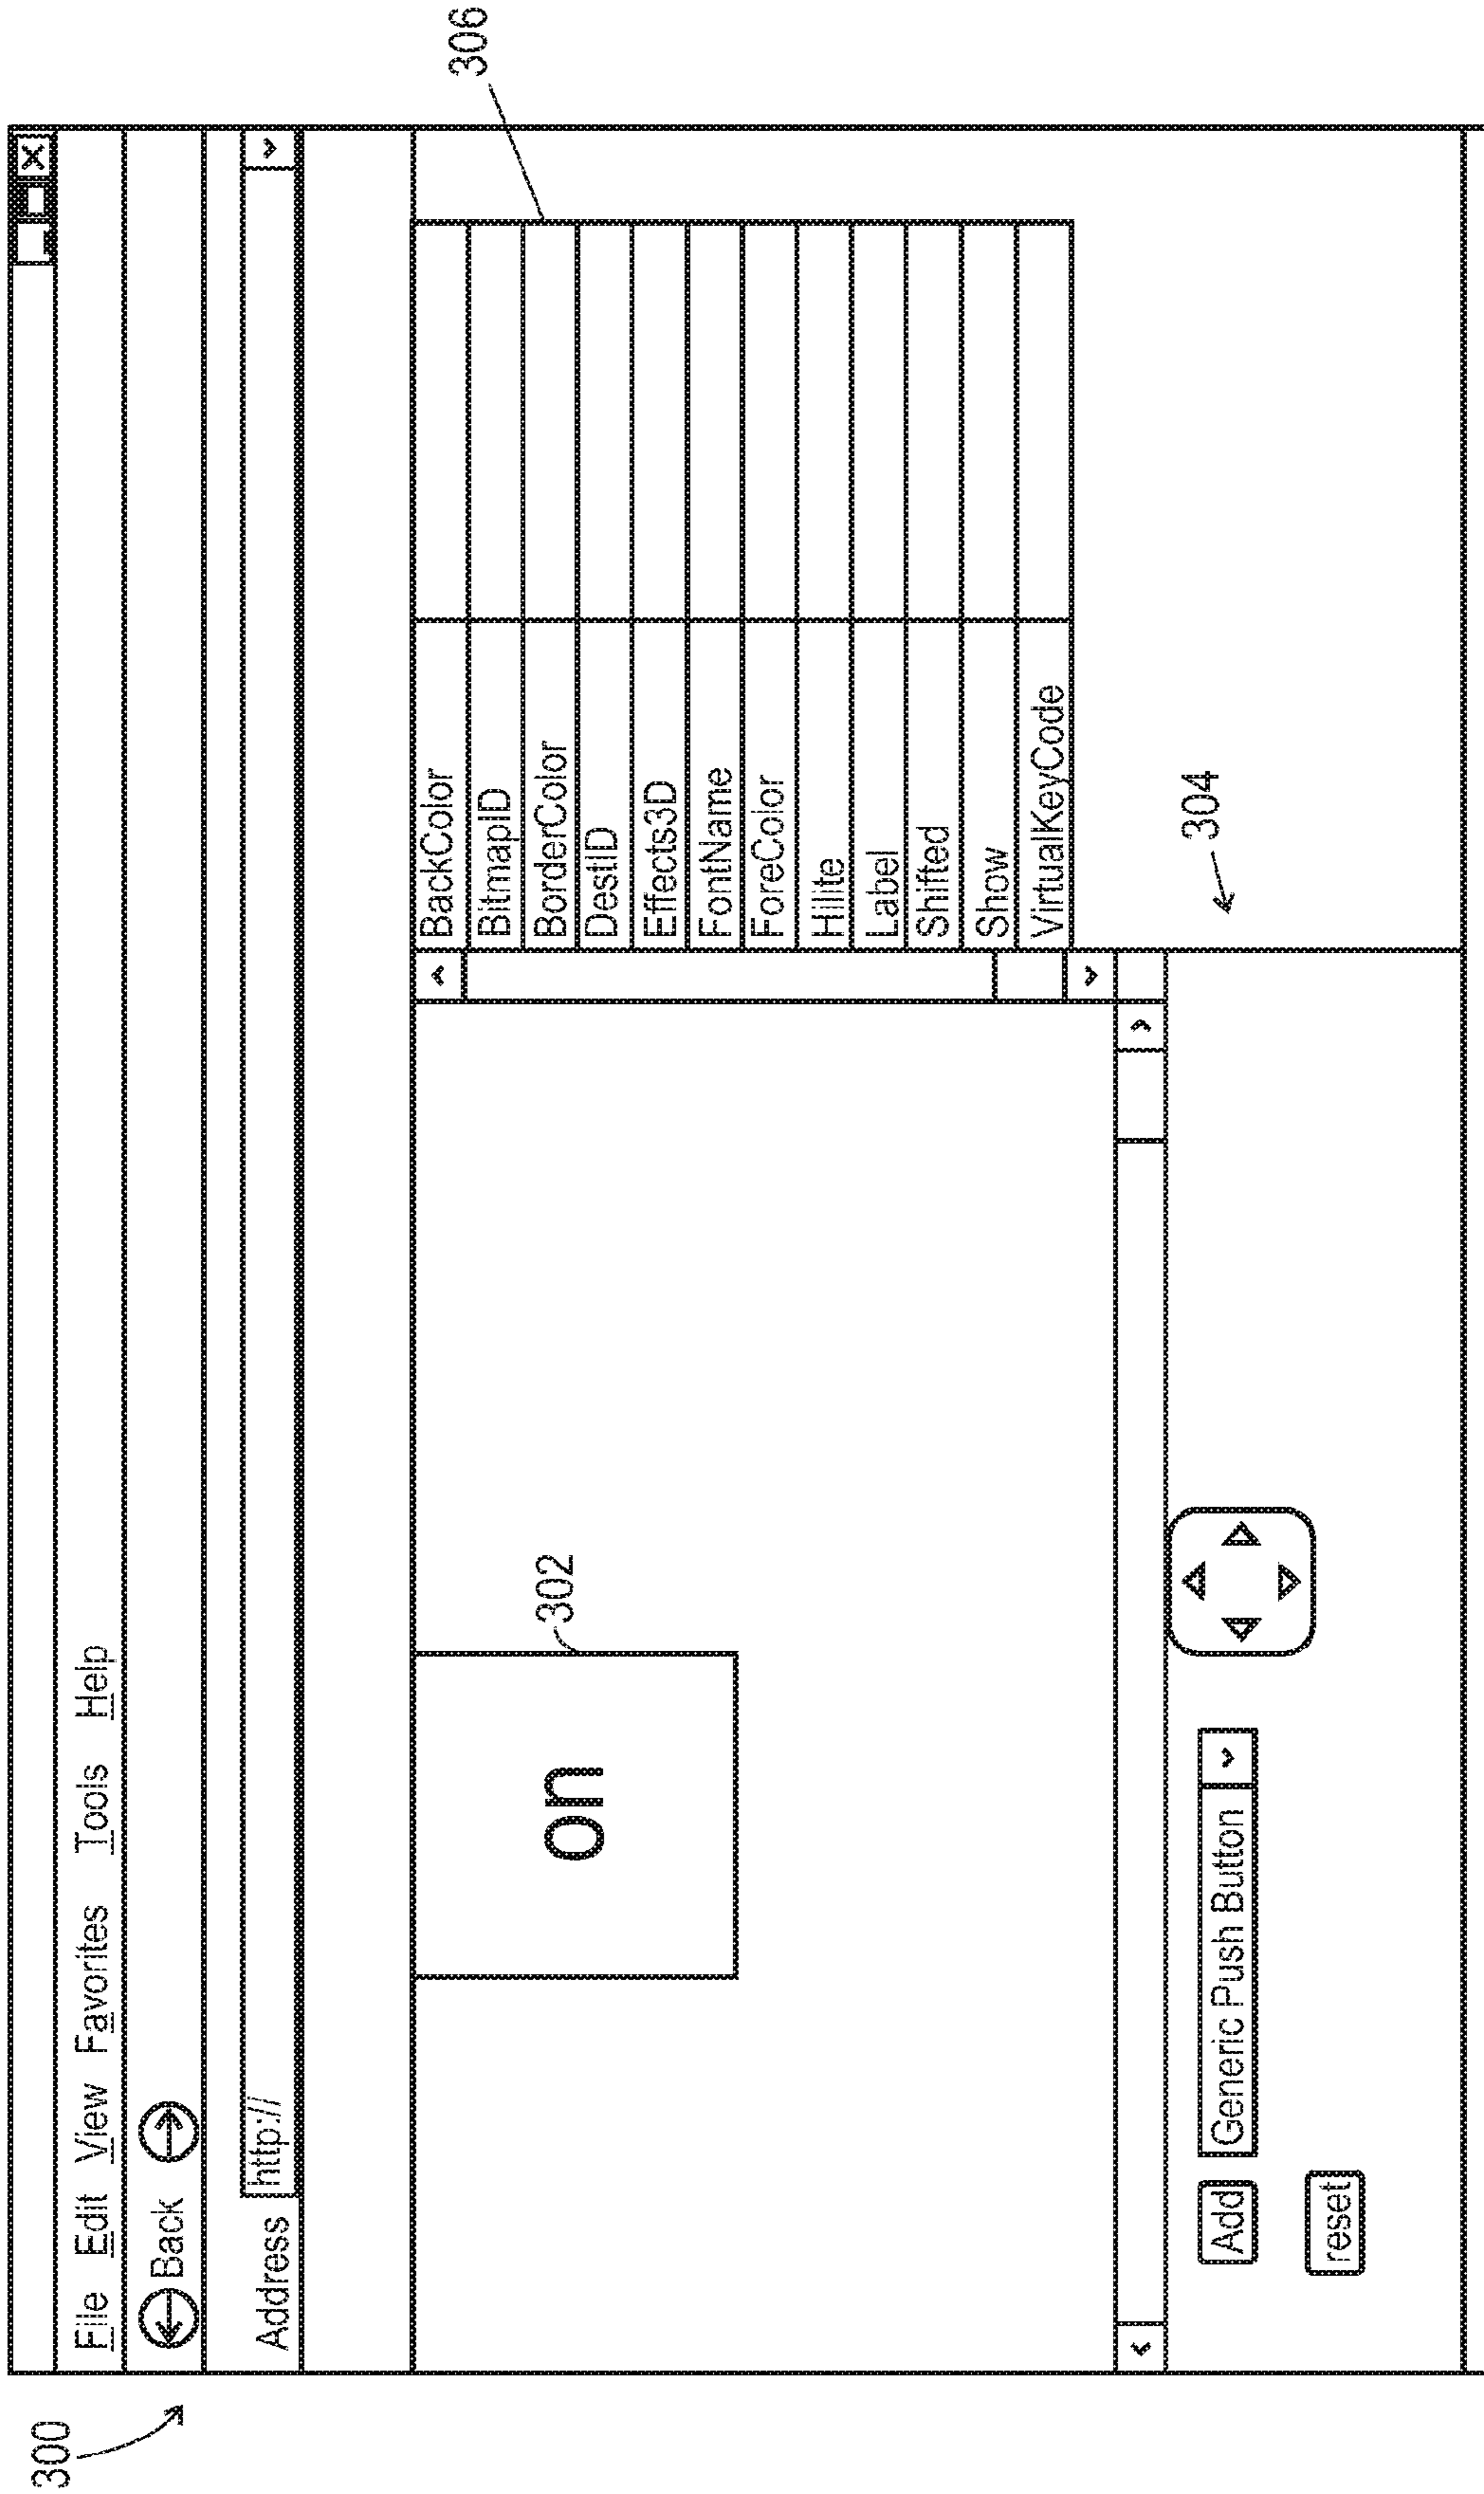 300
File Edit View Favorites Tools Help
Back
Address http://
306
302
on
BackColor
BitmapID
BorderColor
DestID
Effects3D
FontName
ForeColor
Hilite
Label
Shifted
Show
VirtualKeyCode
304
Add Generic Push Button
reset